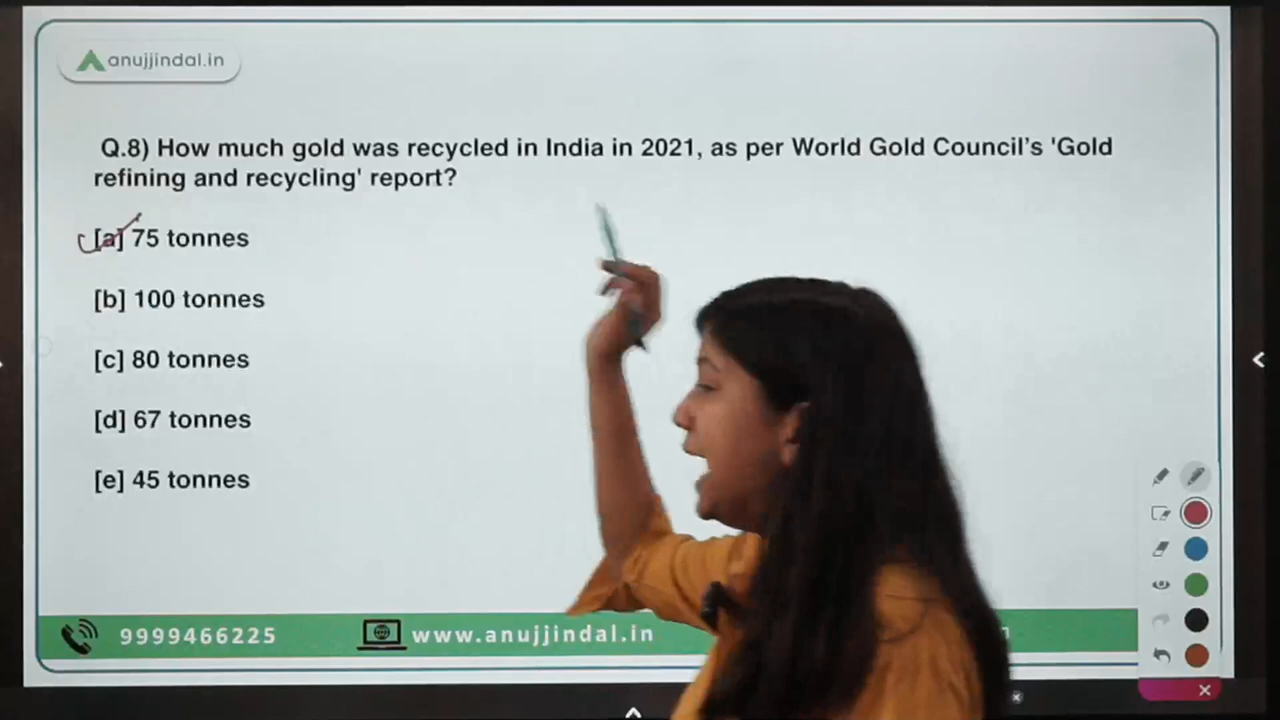 anujjindal.in
Q.8) How much gold was recycled in India in 2021, as per World Gold Council's 'Gold
refining and recycling' report?
[a] 75 tonnes
[b] 100 tonnes
[c] 80 tonnes
[d] 67 tonnes
[e] 45 tonnes
9999466225
www.anujjindal.in